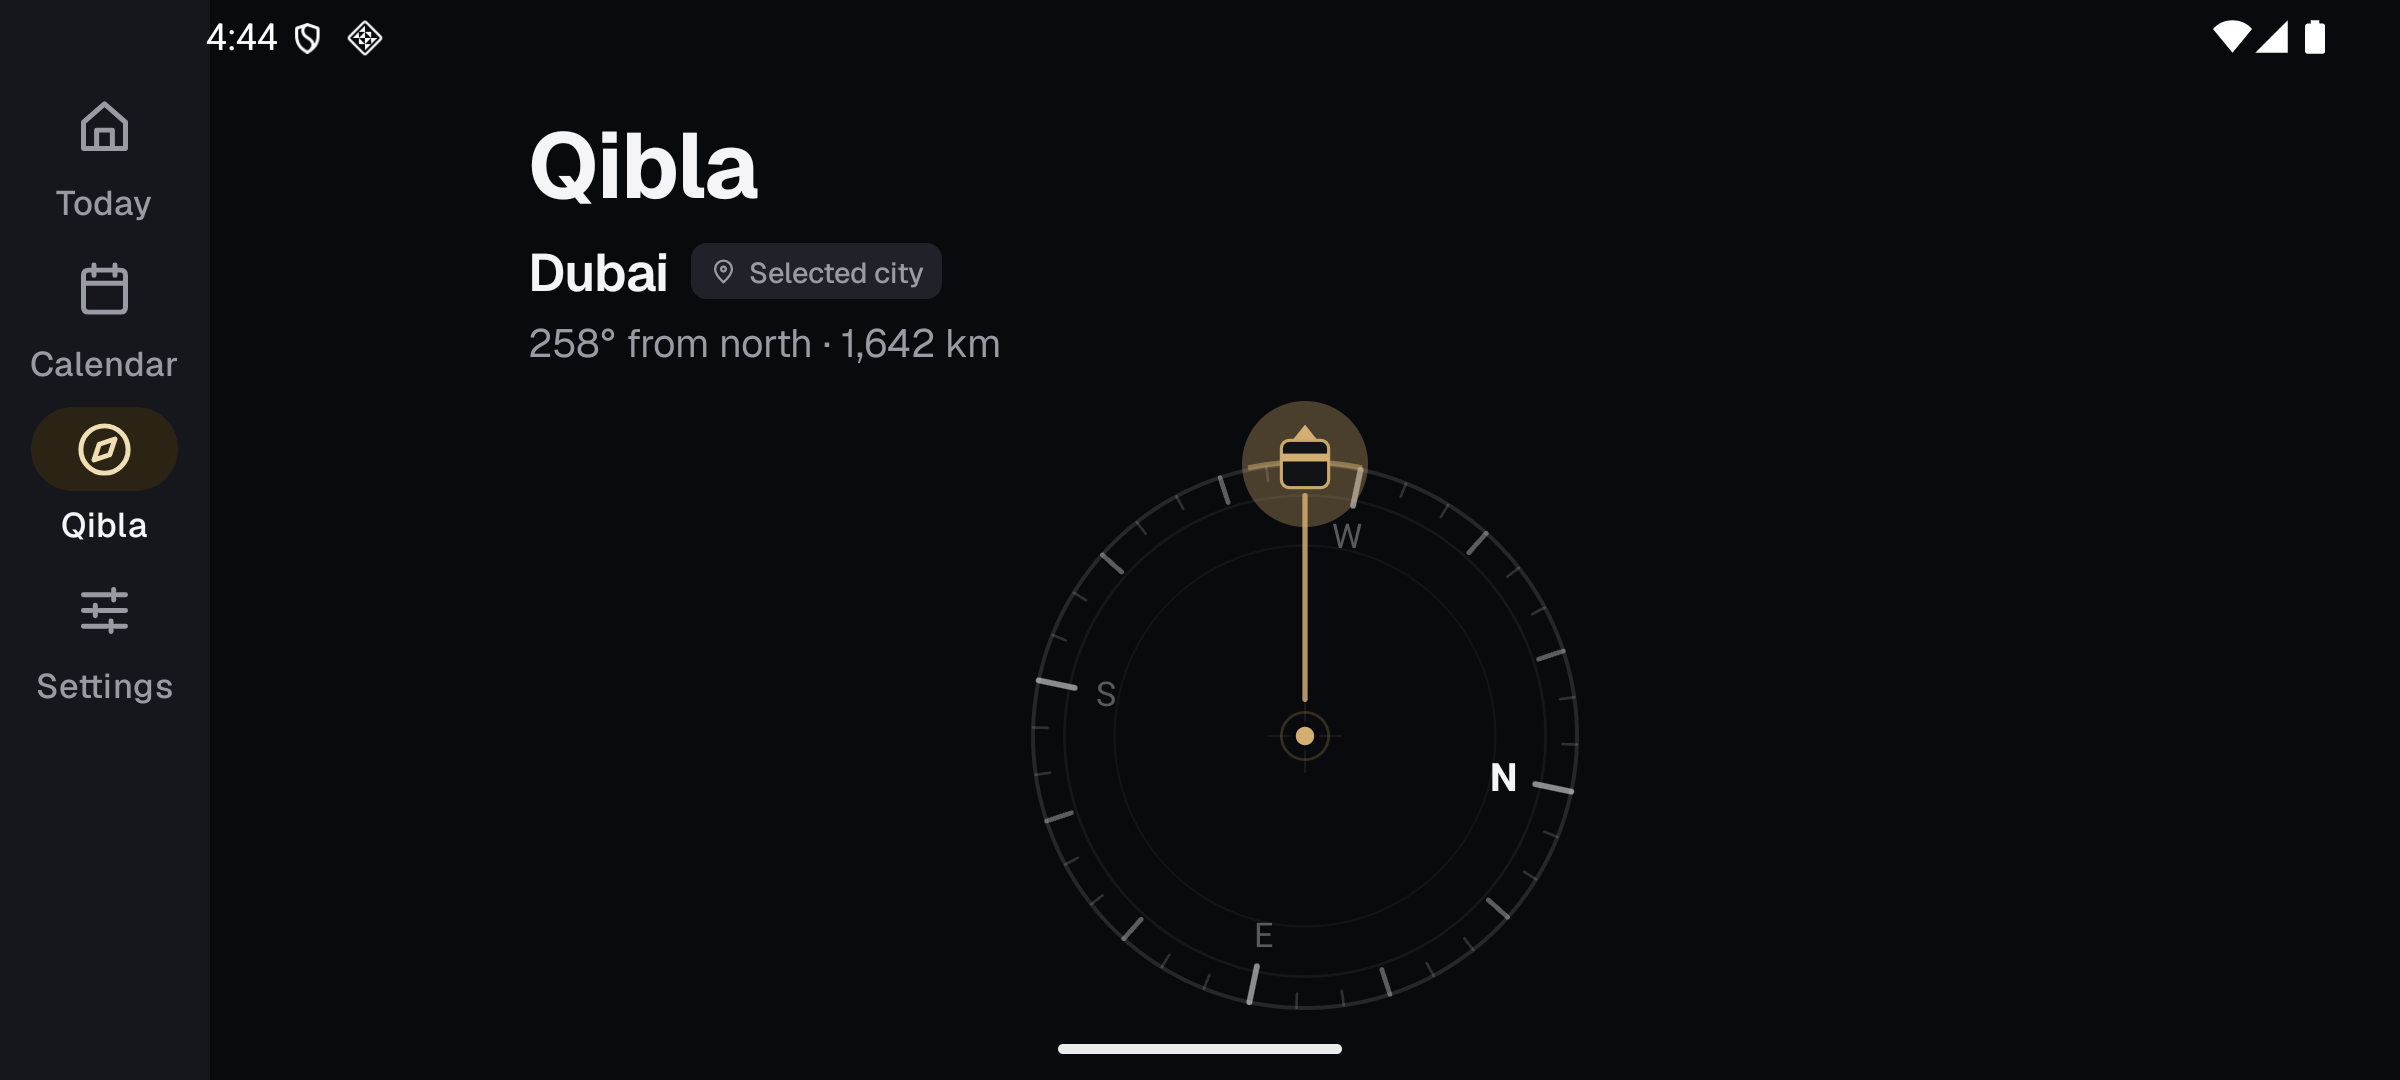 4:44
Today
Calendar
Qibla
Settings
Qibla
Dubai
Selected city
258° from north · 1,642 km
W
S
N
E